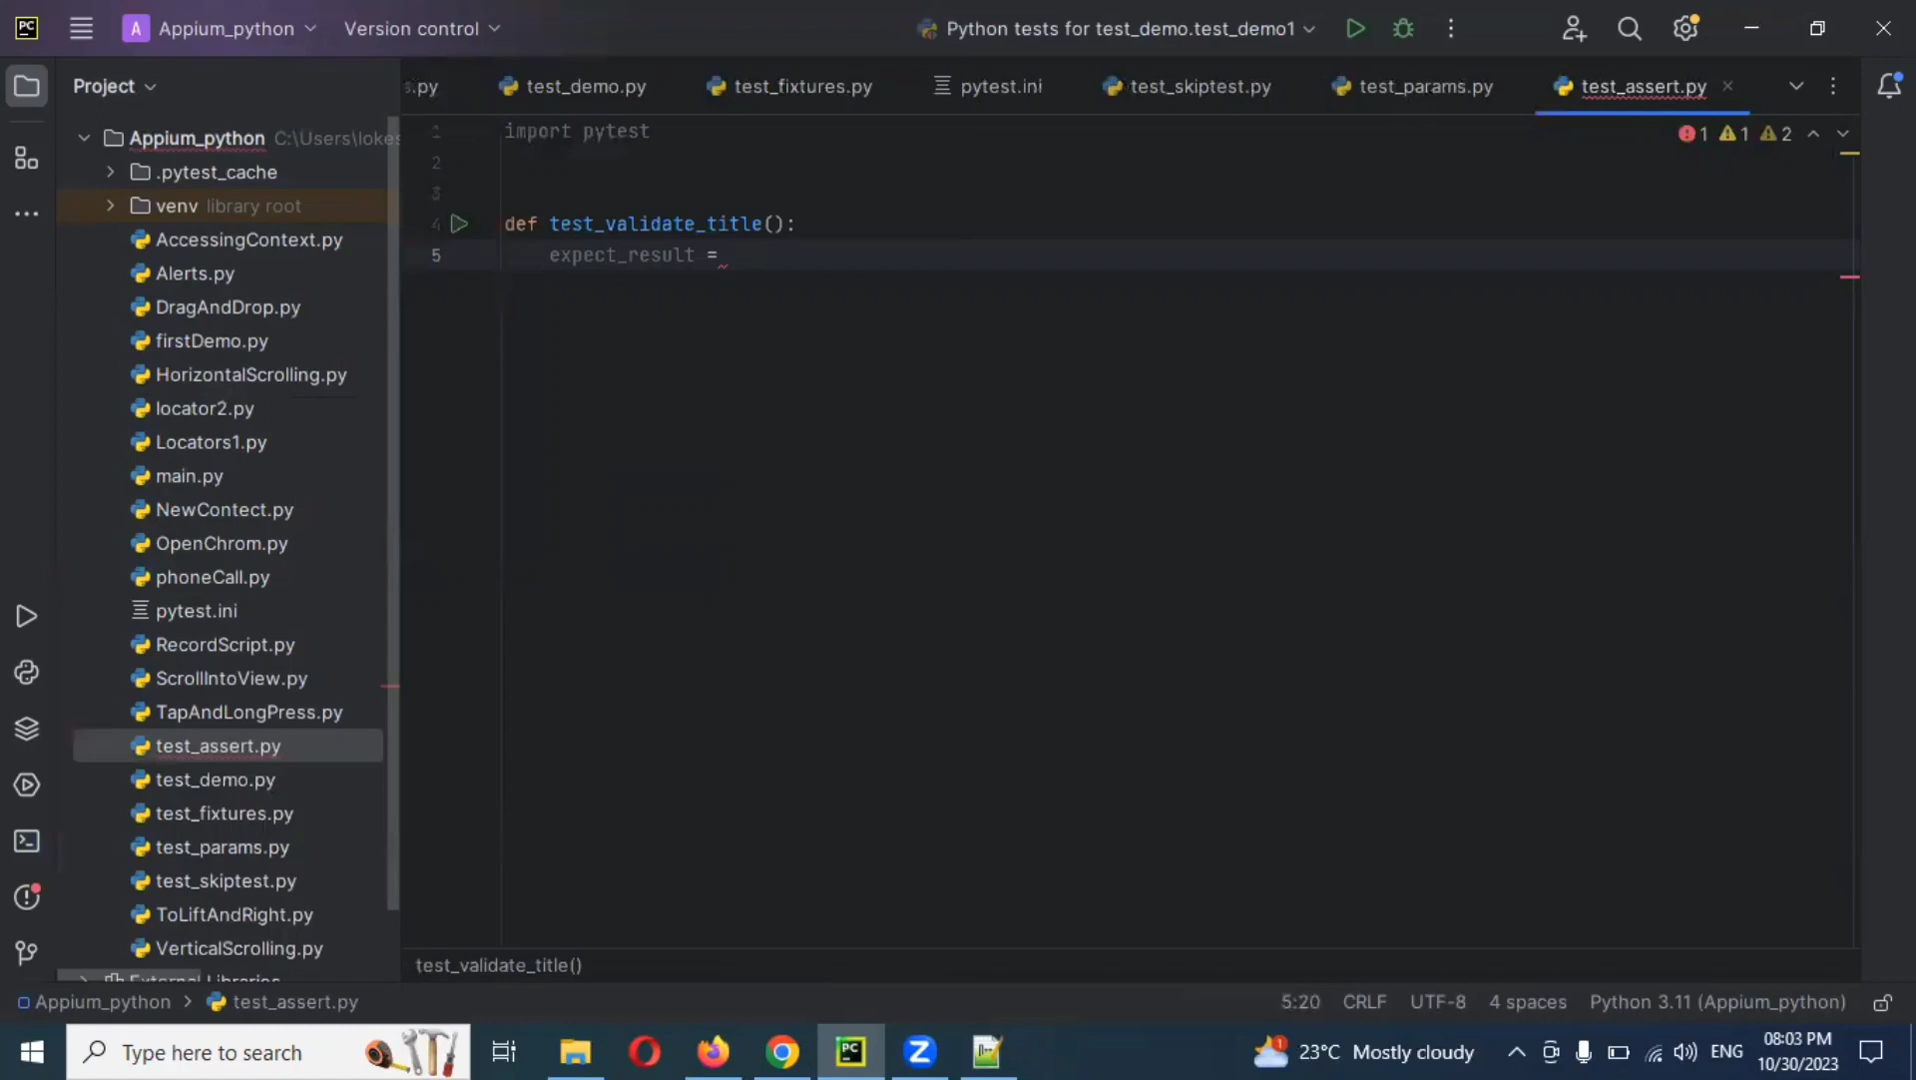 PC
A Appium_python
Version control
Python tests for test_demo.test_demo1
Project
s.py
test_demo.py
test_fixtures.py
pytest.ini
test_skiptest.py
test_params.py
test_assert.py
Appium_python C:\Users\lokes
.pytest_cache
venv library root
AccessingContext.py
Alerts.py
DragAndDrop.py
firstDemo.py
HorizontalScrolling.py
locator2.py
Locators1.py
main.py
NewContect.py
OpenChrom.py
phoneCall.py
pytest.ini
RecordScript.py
ScrollIntoView.py
TapAndLongPress.py
test_assert.py
test_demo.py
test_fixtures.py
test_params.py
test_skiptest.py
ToLiftAndRight.py
VerticalScrolling.py
External Libraries
1 import pytest
2
3
4 def test_validate_title():
5 expect_result =
1 1 2
test_validate_title()
Appium_python > test_assert.py
5:20 CRLF UTF-8 4 spaces Python 3.11 (Appium_python)
Type here to search
PC
1
23°C Mostly cloudy
ENG
08:03 PM
10/30/2023